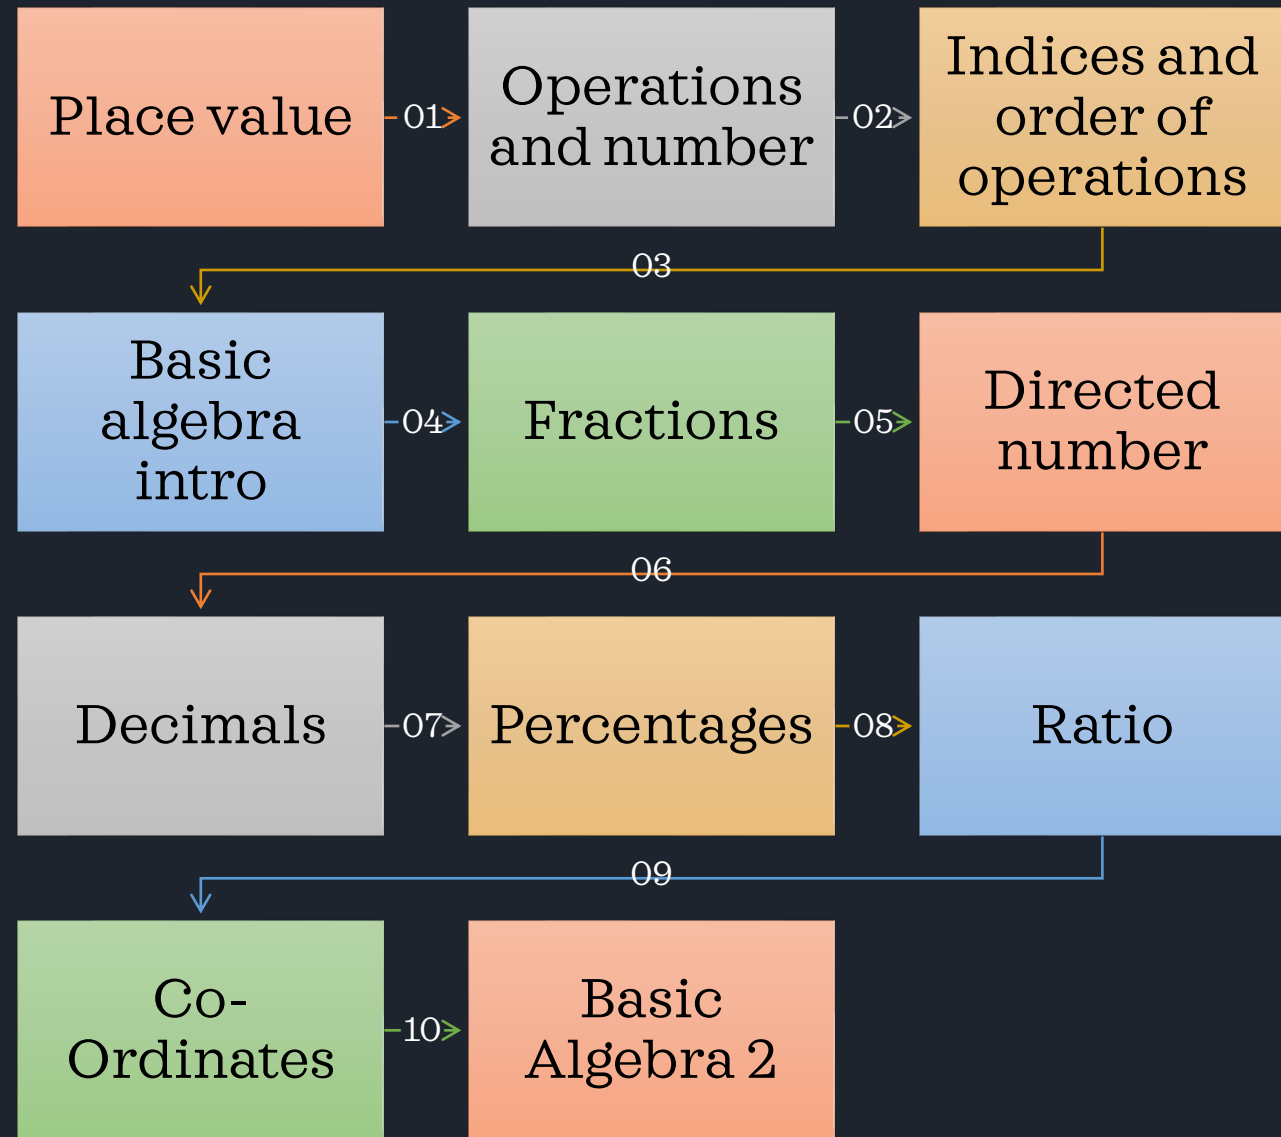 Place value
01
Operations
and number
02
Indices and
order of
operations
03
Basic
algebra
intro
04
Fractions
05
Directed
number
06
Decimals
07
Percentages
08
Ratio
09
Co-
Ordinates
10
Basic
Algebra 2